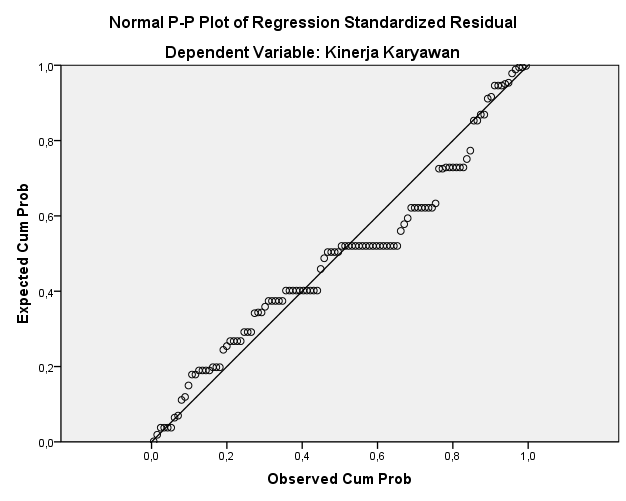 Normal P-P Plot of Regression Standardized Residual
Dependent Variable: Kinerja Karyawan
Expected Cum Prob
1,0
0,8
0,6
0,4
0,2
0,0
0,0 0,2 0,4 0,6 0,8 1,0
Observed Cum Prob